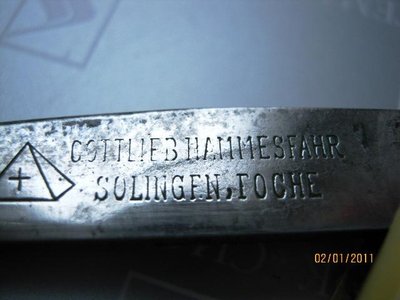 GOTTLIEB HAMMESFAHR
SOLINGEN, FOCHE
02/01/2011